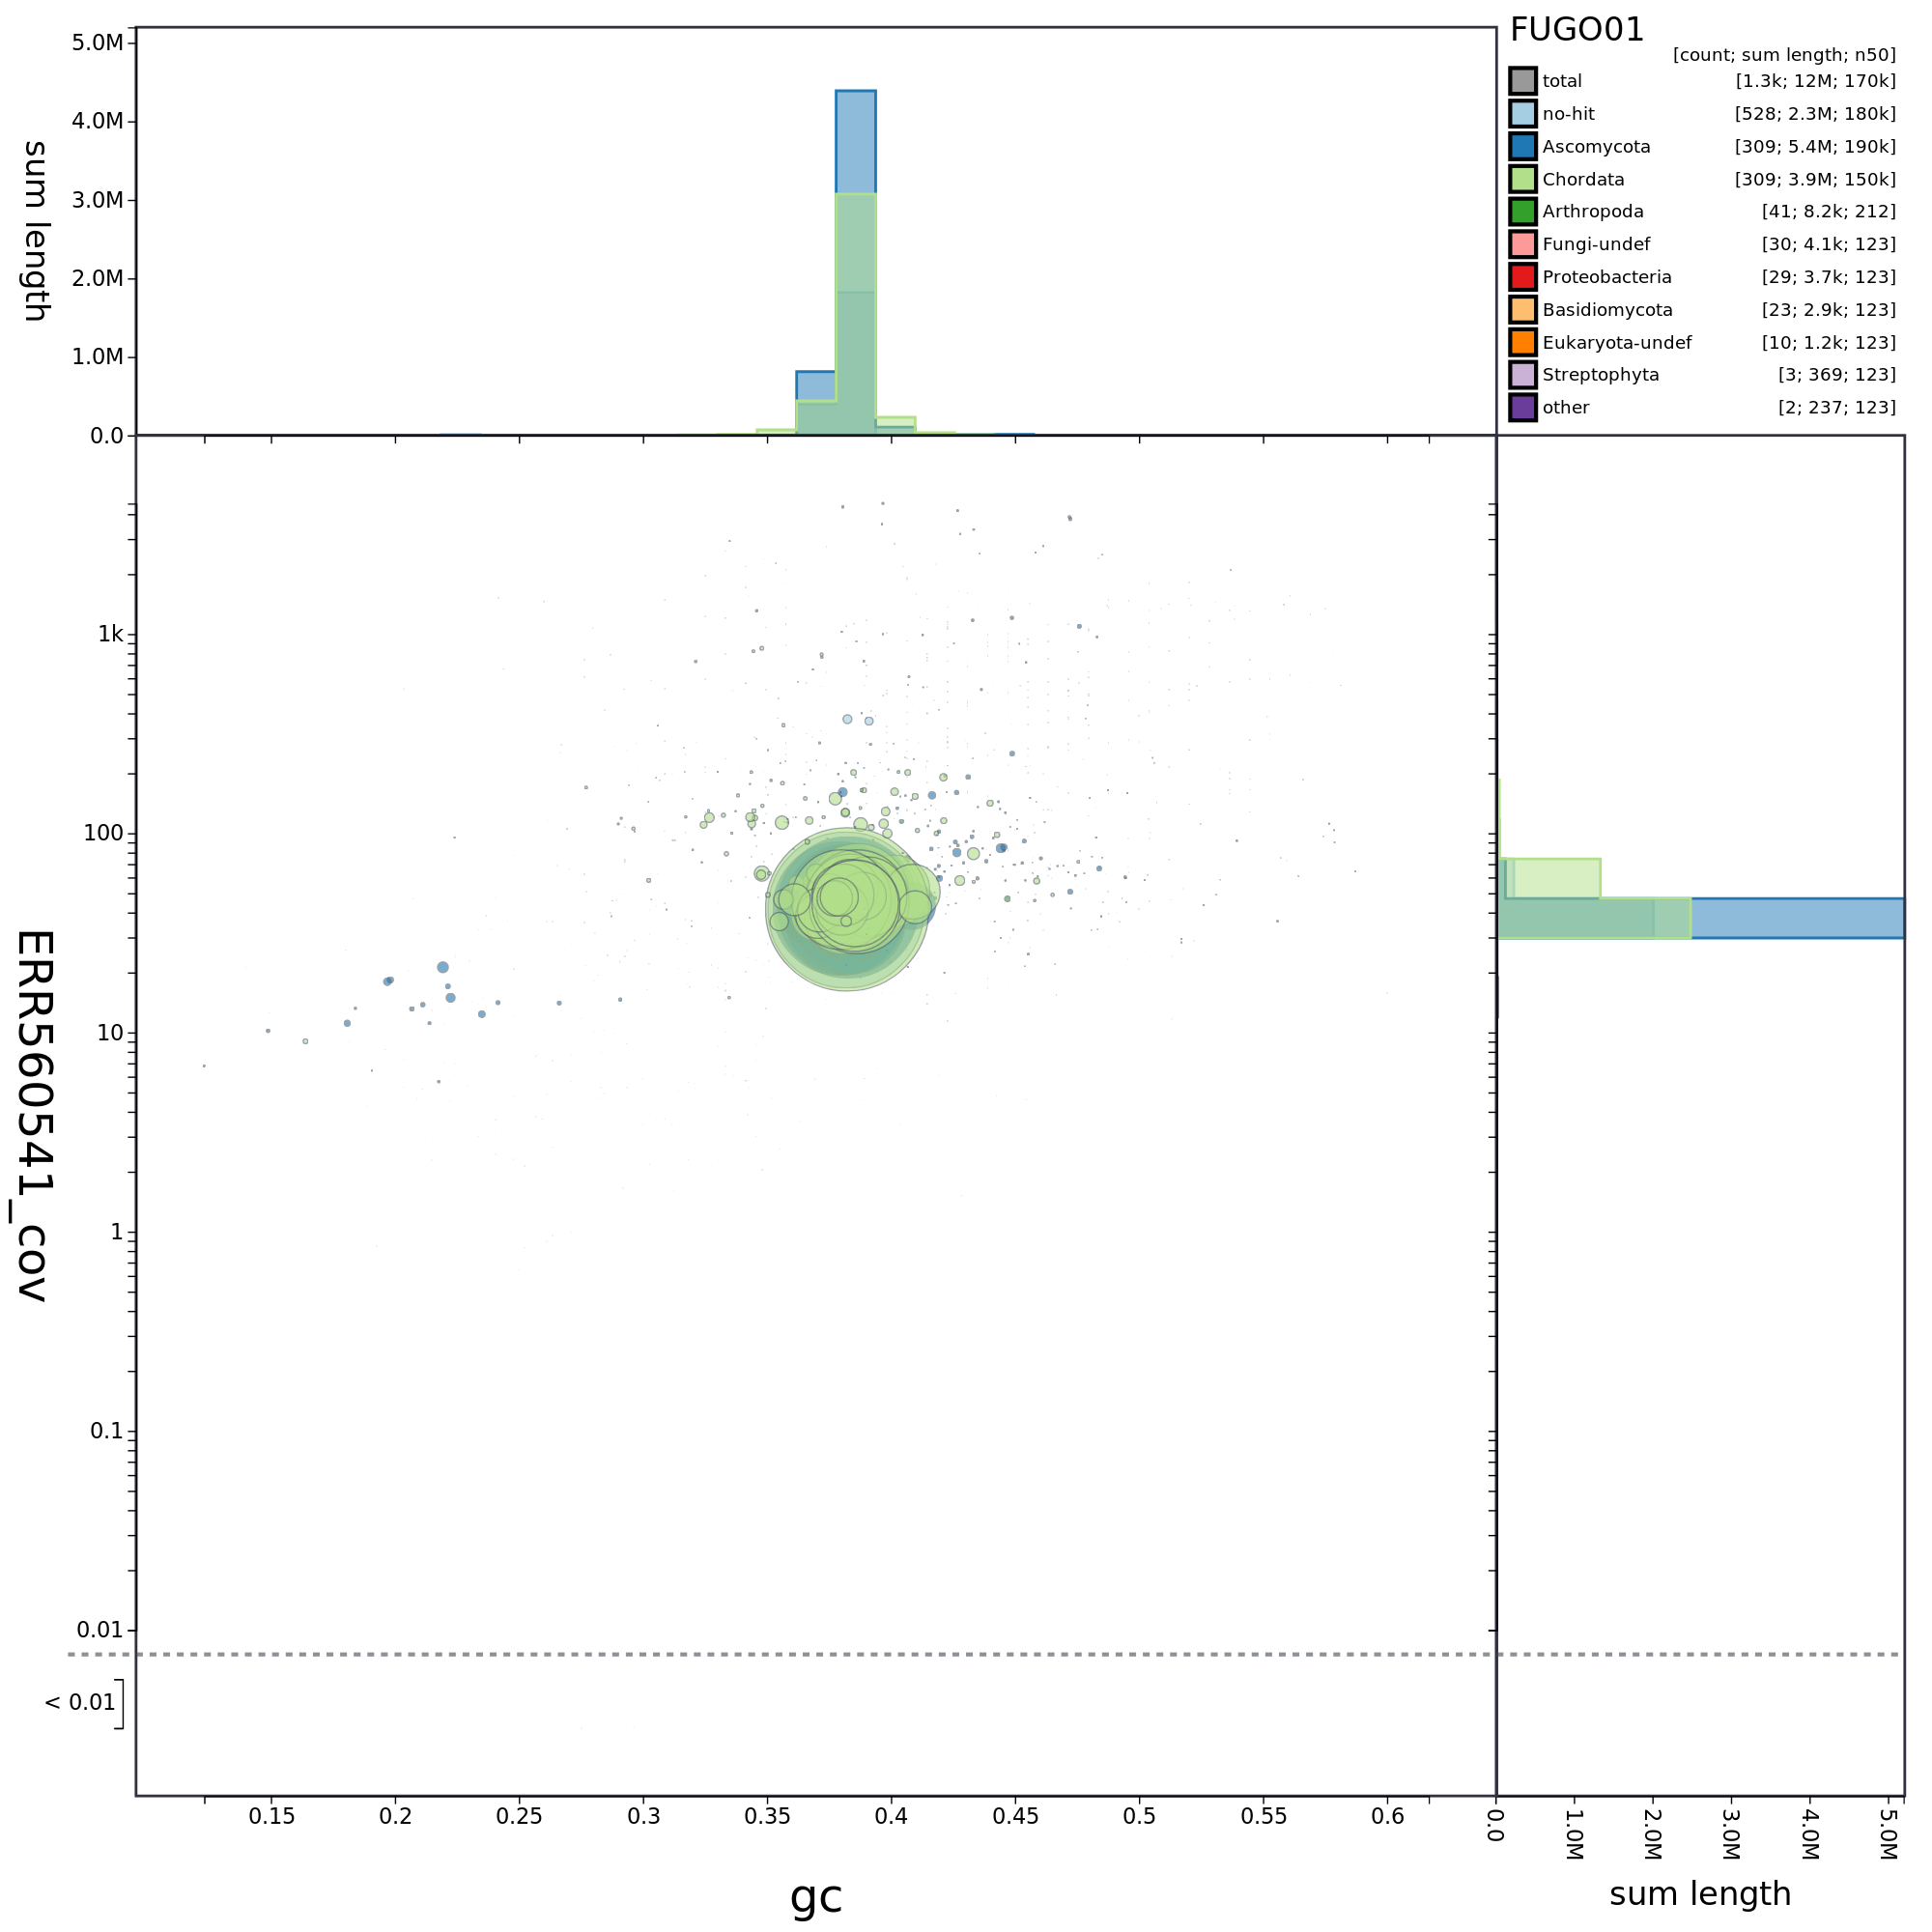 FUGO01
[count; sum length; n50]
total [1.3k; 12M; 170k]
no-hit [528; 2.3M; 180k]
Ascomycota [309; 5.4M; 190k]
Chordata [309; 3.9M; 150k]
Arthropoda [41; 8.2k; 212]
Fungi-undef [30; 4.1k; 123]
Proteobacteria [29; 3.7k; 123]
Basidiomycota [23; 2.9k; 123]
Eukaryota-undef [10; 1.2k; 123]
Streptophyta [3; 369; 123]
other [2; 237; 123]
sum length
5.0M
4.0M
3.0M
2.0M
1.0M
0.0
ERR560541_cov
1k
100
10
1
0.1
0.01
< 0.01
0.15 0.2 0.25 0.3 0.35 0.4 0.45 0.5 0.55 0.6
gc
0.0 1.0M 2.0M 3.0M 4.0M 5.0M
sum length